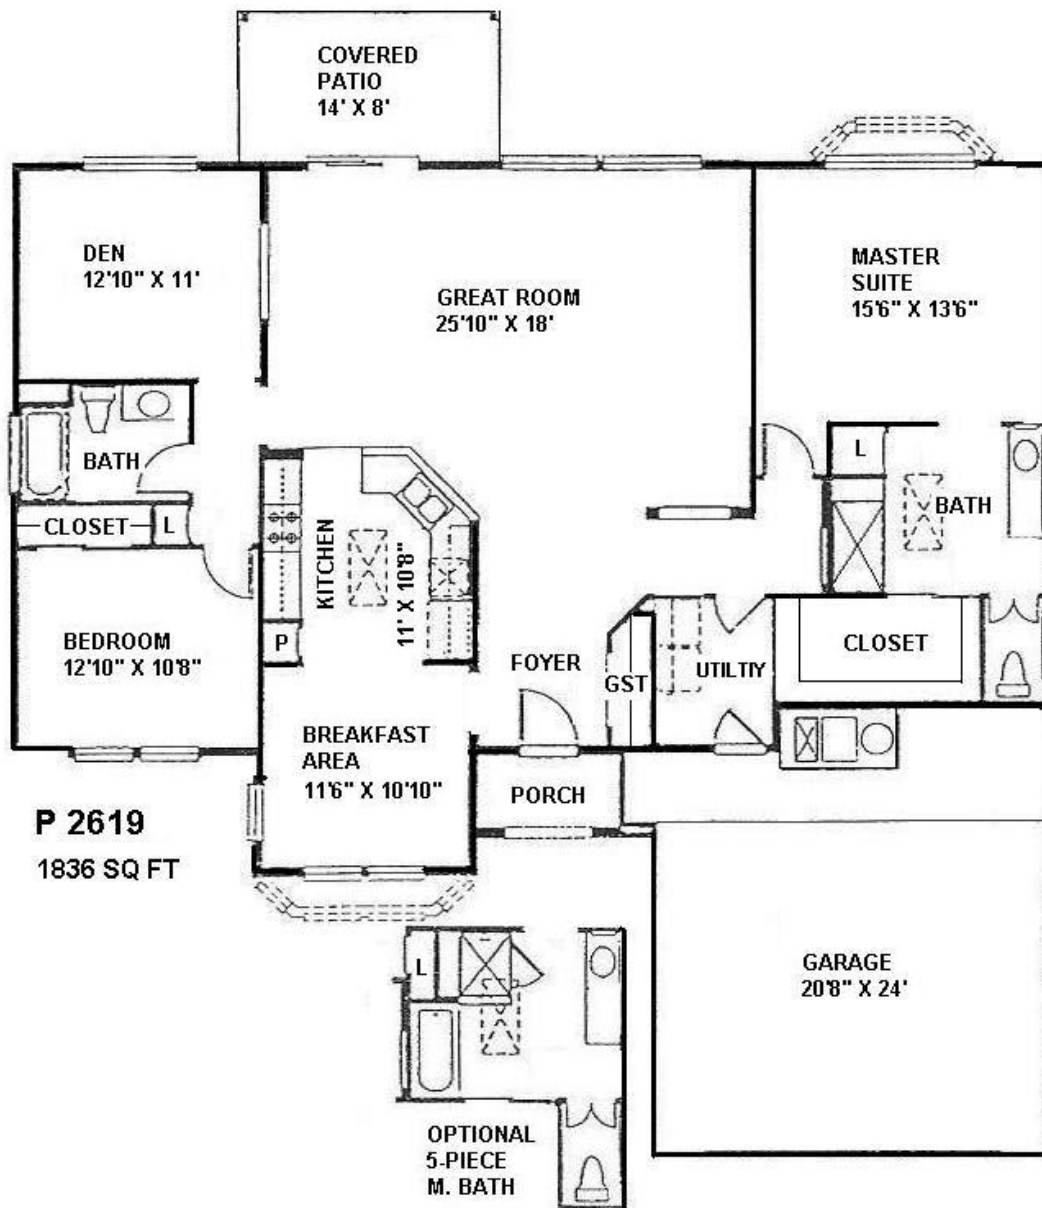 COVERED
PATIO
14' X 8'
DEN
12'10" X 11'
GREAT ROOM
25'10" X 18'
MASTER
SUITE
15'6" X 13'6"
BATH
L
BATH
CLOSET
L
KITCHEN
11' X 10'8"
P
BEDROOM
12'10" X 10'8"
FOYER
GST
UTILTIY
CLOSET
BREAKFAST
AREA
11'6" X 10'10"
PORCH
P 2619
1836 SQ FT
L
GARAGE
20'8" X 24'
OPTIONAL
5-PIECE
M. BATH